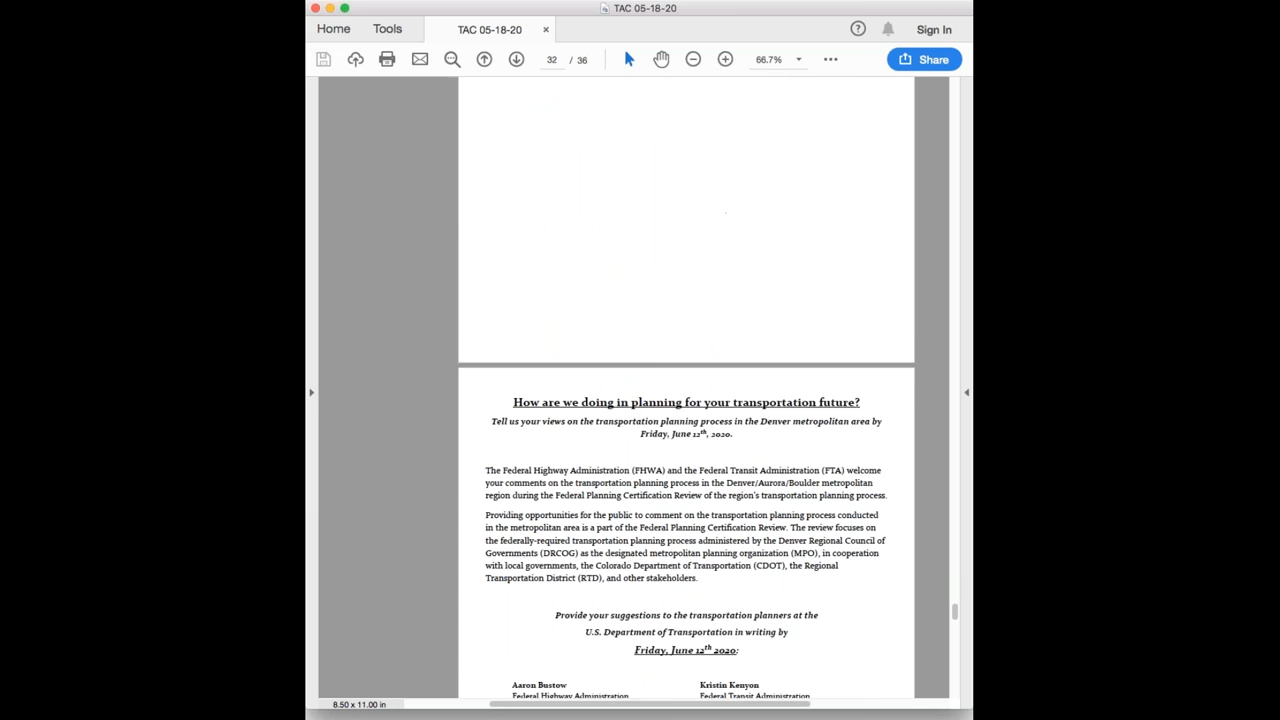 TAC 05-18-20
Home Tools TAC 05-18-20 × ? Sign In
32 / 36 66.7% Share
How are we doing in planning for your transportation future?
Tell us your views on the transportation planning process in the Denver metropolitan area by
Friday, June 12th, 2020.
The Federal Highway Administration (FHWA) and the Federal Transit Administration (FTA) welcome
your comments on the transportation planning process in the Denver/Aurora/Boulder metropolitan
region during the Federal Planning Certification Review of the region's transportation planning process.
Providing opportunities for the public to comment on the transportation planning process conducted
in the metropolitan area is a part of the Federal Planning Certification Review. The review focuses on
the federally-required transportation planning process administered by the Denver Regional Council of
Governments (DRCOG) as the designated metropolitan planning organization (MPO), in cooperation
with local governments, the Colorado Department of Transportation (CDOT), the Regional
Transportation District (RTD), and other stakeholders.
Provide your suggestions to the transportation planners at the
U.S. Department of Transportation in writing by
Friday, June 12th 2020:
Aaron Bustow Kristin Kenyon
Federal Highway Administration Federal Transit Administration
8.50 x 11.00 in